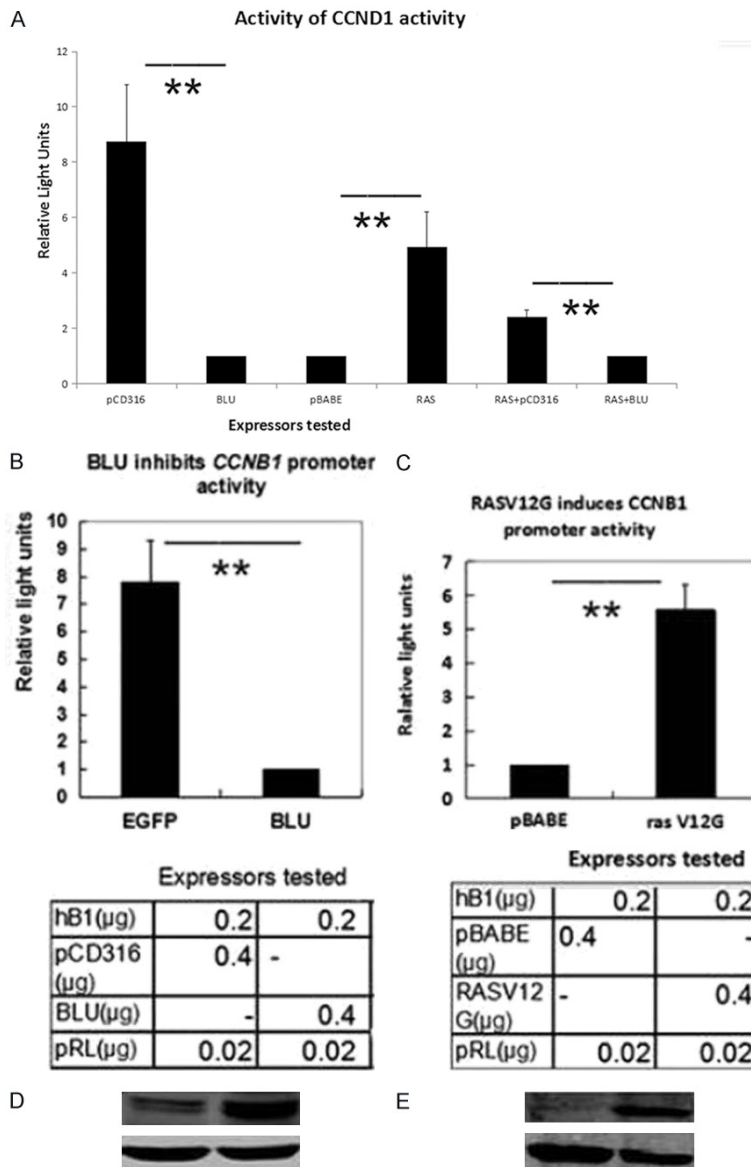 A
Activity of CCND1 activity
12
10
8
6
4
2
0
Relative Light Units
**
**
**
pCD316 BLU pBABE RAS RAS+pCD316 RAS+BLU
Expressors tested
B
BLU inhibits CCNB1 promoter
activity
10
9
8
7
6
5
4
3
2
1
0
Relative light units
**
EGFP BLU
Expressors tested
hB1(µg) 0.2 0.2
pCD316 0.4 -
(µg)
BLU(µg) - 0.4
pRL(µg) 0.02 0.02
C
RASV12G induces CCNB1
promoter activity
7
6
5
4
3
2
1
0
Ralative light units
**
pBABE ras V12G
Expressors tested
hB1(µg) 0.2 0.2
pBABE 0.4 -
(µg)
RASV12 - 0.4
G(µg)
pRL(µg) 0.02 0.02
D
E